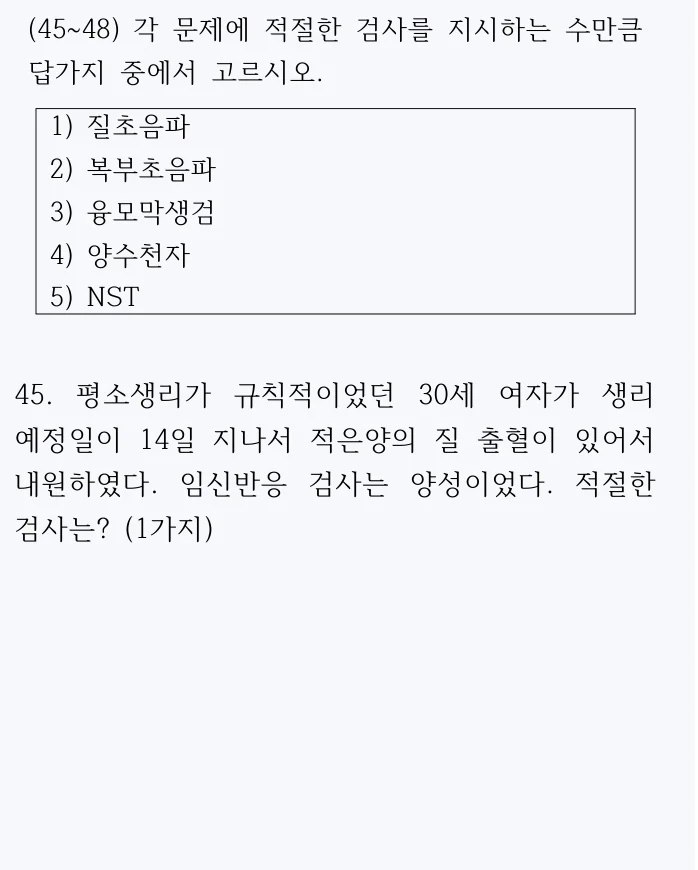 (45~48) 각 문제에 적절한 검사를 지시하는 수만큼
답가지 중에서 고르시오.
1) 질초음파
2) 복부초음파
3) 융모막생검
4) 양수천자
5) NST
45. 평소생리가 규칙적이었던 30세 여자가 생리
예정일이 14일 지나서 적은양의 질 출혈이 있어서
내원하였다. 임신반응 검사는 양성이었다. 적절한
검사는? (1가지)